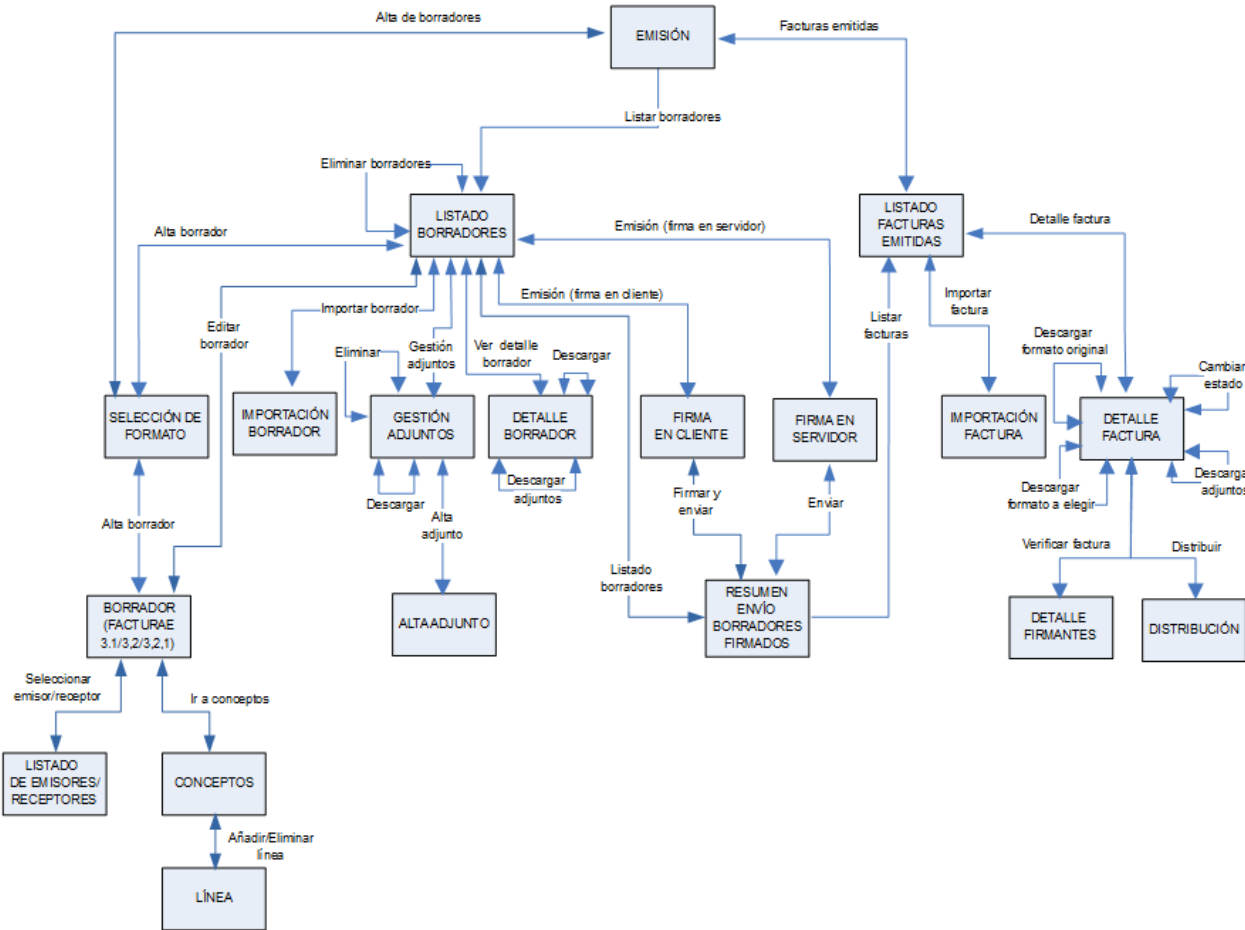 Alta de borradores
EMISIÓN
Facturas emitidas
Listar borradores
Eliminar borradores
LISTADO
BORRADORES
LISTADO
FACTURAS
EMITIDAS
Alta borrador
Emisión (firma en servidor)
Detalle factura
Emisión (firma en cliente)
Importar borrador
Editar
borrador
Importar
factura
Listar
facturas
Eliminar
Gestión
adjuntos
Ver detalle
borrador
Descargar
Descargar
formato original
Cambiar
estado
SELECCIÓN DE
FORMATO
IMPORTACIÓN
BORRADOR
GESTIÓN
ADJUNTOS
DETALLE
BORRADOR
FIRMA
EN CLIENTE
FIRMA EN
SERVIDOR
IMPORTACIÓN
FACTURA
DETALLE
FACTURA
Descargar
Descargar
adjuntos
Descargar
formato a elegir
Descarga
adjuntos
Alta borrador
Alta
adjunto
Firmar y
enviar
Enviar
Verificar factura
Distribuir
Listado
borradores
BORRADOR
(FACTURAE
3.1/3,2/3,2,1)
ALTA ADJUNTO
RESUMEN
ENVÍO
BORRADORES
FIRMADOS
DETALLE
FIRMANTES
DISTRIBUCIÓN
Seleccionar
emisor/receptor
Ir a conceptos
LISTADO
DE EMISORES/
RECEPTORES
CONCEPTOS
Añadir/Eliminar
línea
LÍNEA